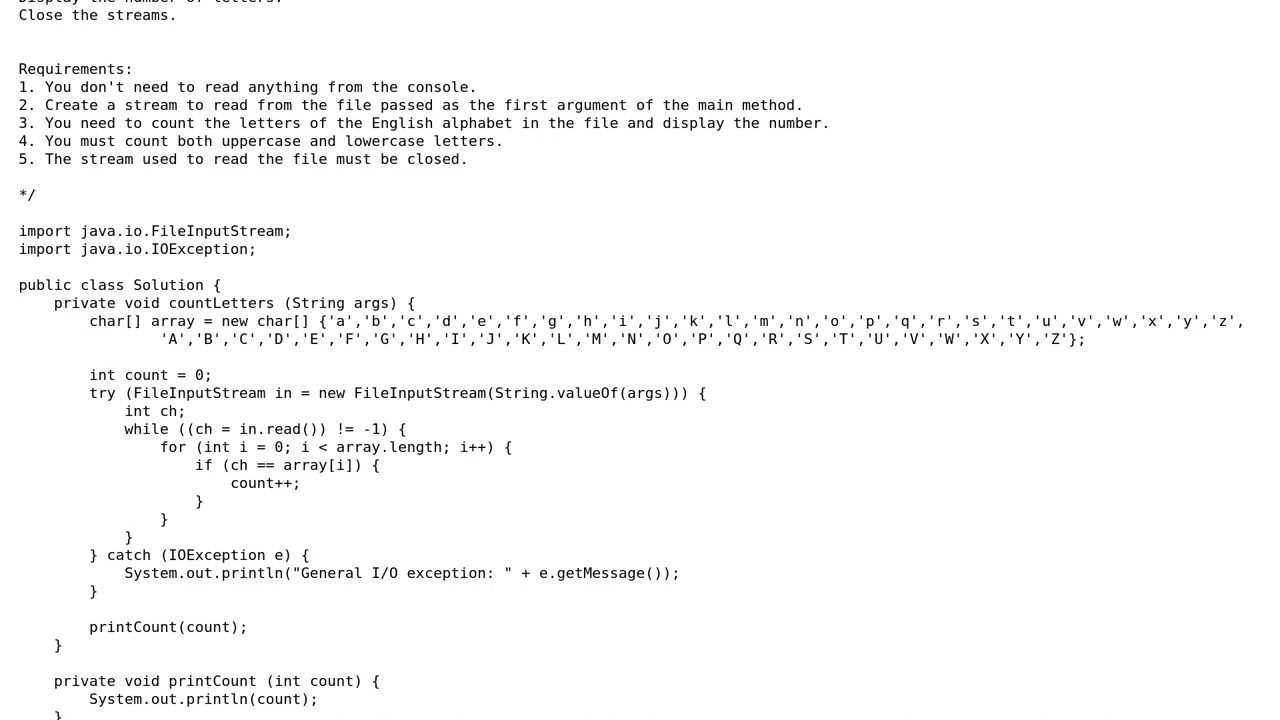 Display the number of letters.
Close the streams.
Requirements:
1. You don't need to read anything from the console.
2. Create a stream to read from the file passed as the first argument of the main method.
3. You need to count the letters of the English alphabet in the file and display the number.
4. You must count both uppercase and lowercase letters.
5. The stream used to read the file must be closed.
*/
import java.io.FileInputStream;
import java.io.IOException;
public class Solution {
    private void countLetters (String args) {
        char[] array = new char[] {'a','b','c','d','e','f','g','h','i','j','k','l','m','n','o','p','q','r','s','t','u','v','w','x','y','z',
                'A','B','C','D','E','F','G','H','I','J','K','L','M','N','O','P','Q','R','S','T','U','V','W','X','Y','Z'};
        int count = 0;
        try (FileInputStream in = new FileInputStream(String.valueOf(args))) {
            int ch;
            while ((ch = in.read()) != -1) {
                for (int i = 0; i < array.length; i++) {
                    if (ch == array[i]) {
                        count++;
                    }
                }
            }
        } catch (IOException e) {
            System.out.println("General I/O exception: " + e.getMessage());
        }
        printCount(count);
    }
    private void printCount (int count) {
        System.out.println(count);
    }